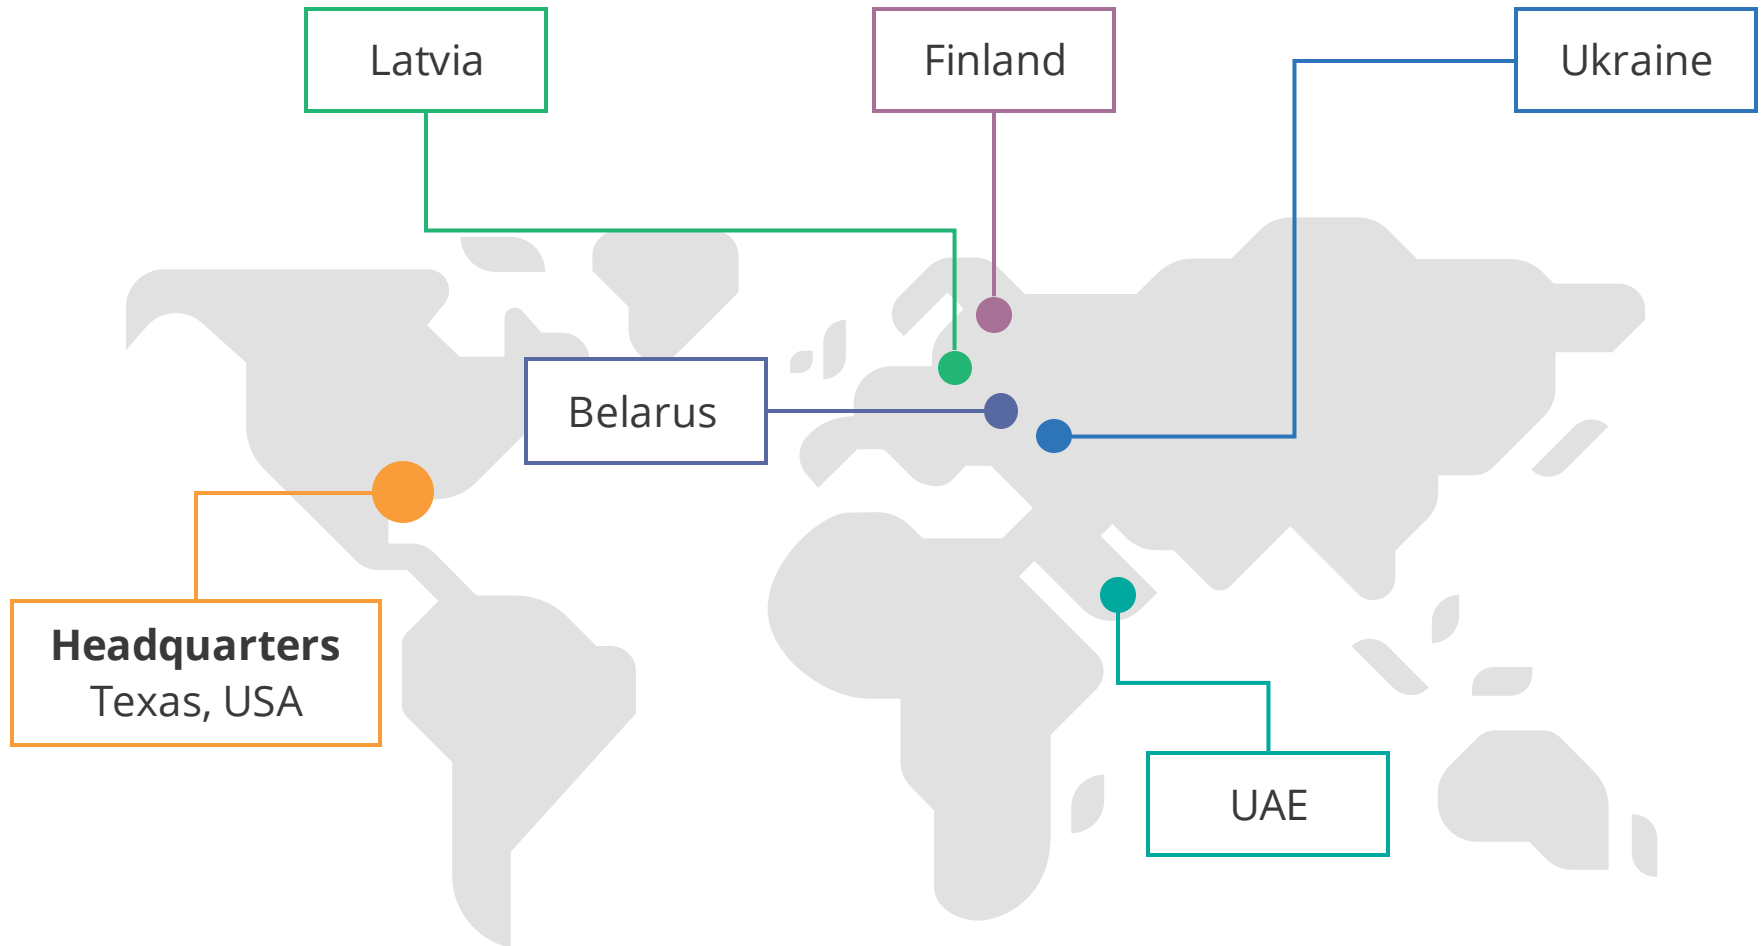 Latvia
Finland
Ukraine
Belarus
Headquarters
Texas, USA
UAE